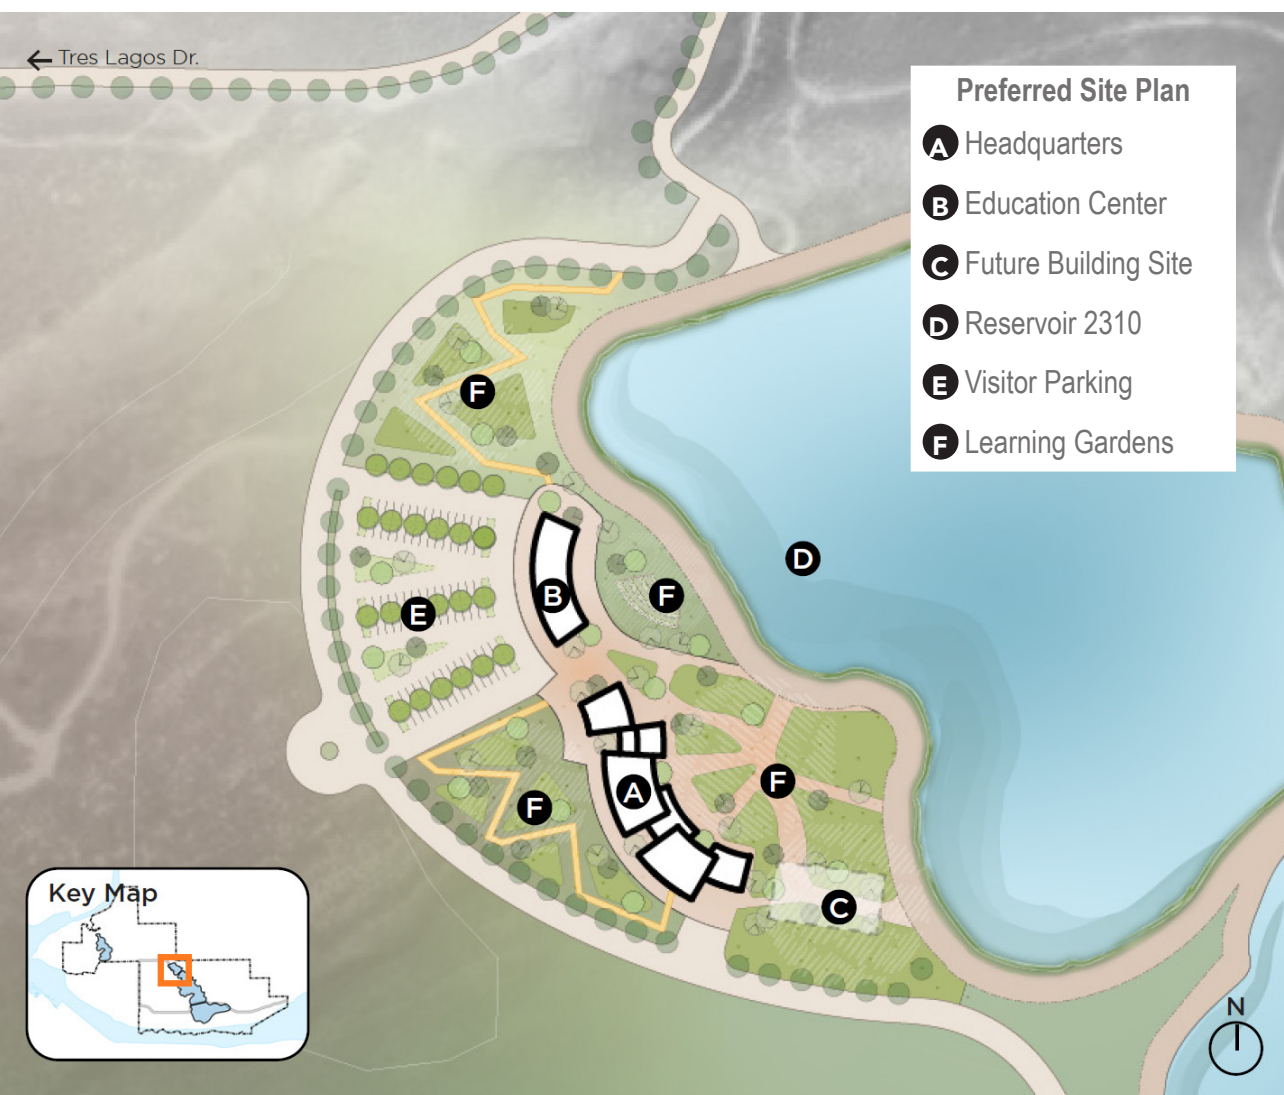 ← Tres Lagos Dr.
Preferred Site Plan
A Headquarters
B Education Center
C Future Building Site
D Reservoir 2310
E Visitor Parking
F Learning Gardens
F
D
B
F
E
A
F
F
C
Key Map
N